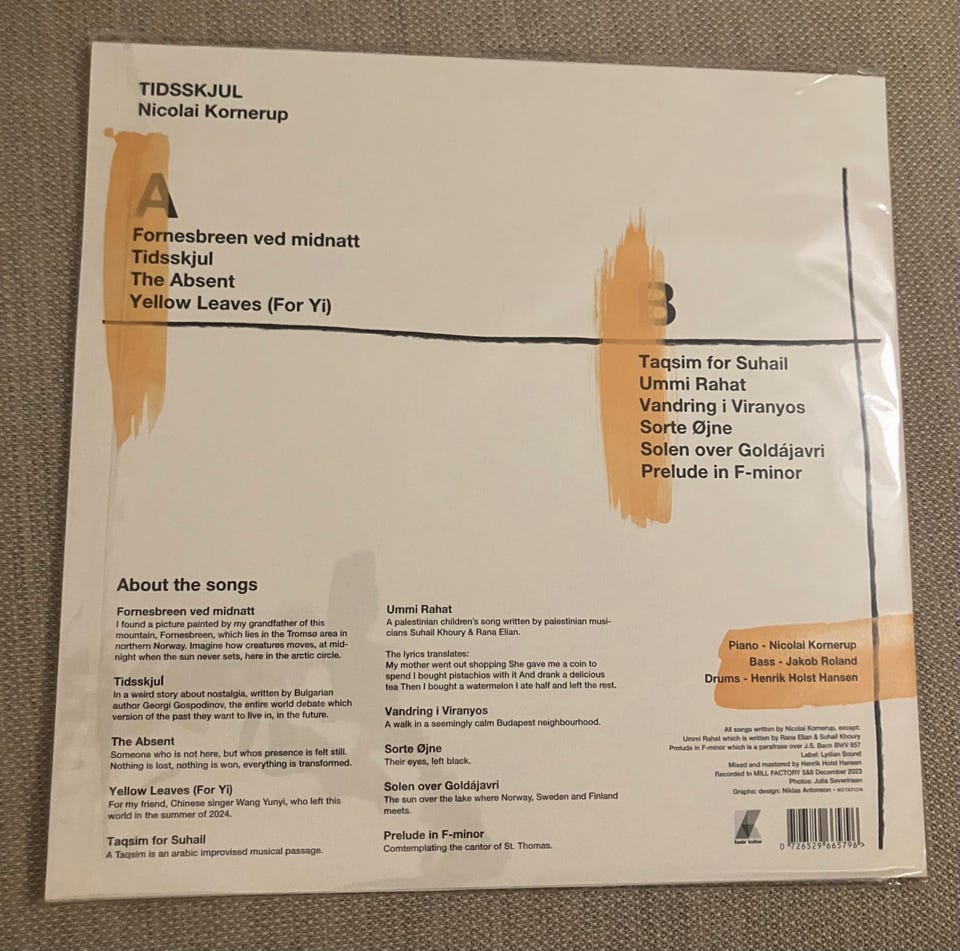 TIDSSKJUL
Nicolai Kornerup
A
Fornesbreen ved midnatt
Tidsskjul
The Absent
Yellow Leaves (For Yi)
B
Taqsim for Suhail
Ummi Rahat
Vandring i Viranyos
Sorte Øjne
Solen over Goldájavri
Prelude in F-minor
About the songs
Fornesbreen ved midnatt
I found a picture painted by my grandfather of this
mountain, Fornesbreen, which lies in the Tromsø area in
northern Norway. Imagine how creatures moves, at mid-
night when the sun never sets, here in the arctic circle.
Tidsskjul
In a weird story about nostalgia, written by Bulgarian
author Georgi Gospodinov, the entire world debate which
version of the past they want to live in, in the future.
The Absent
Someone who is not here, but whos presence is felt still.
Nothing is lost, nothing is won, everything is transformed.
Yellow Leaves (For Yi)
For my friend, Chinese singer Wang Yunyi, who left this
world in the summer of 2024.
Taqsim for Suhail
A Taqsim is an arabic improvised musical passage.
Ummi Rahat
A palestinian children's song written by palestinian musi-
cians Suhail Khoury & Rana Elian.
The lyrics translates:
My mother went out shopping She gave me a coin to
spend I bought pistachios with it And drank a delicious
tea Then I bought a watermelon I ate half and left the rest.
Vandring i Viranyos
A walk in a seemingly calm Budapest neighbourhood.
Sorte Øjne
Their eyes, left black.
Solen over Goldájavri
The sun over the lake where Norway, Sweden and Finland
meets.
Prelude in F-minor
Comtemplating the cantor of St. Thomas.
Piano - Nicolai Kornerup
Bass - Jakob Roland
Drums - Henrik Holst Hansen
All songs written by Nicolai Kornerup, except:
Ummi Rahat which is written by Rana Elian & Suhail Khoury
Prelude in F-minor which is a parafrase over J.S. Bach BWV 857
Label: Lydian Sound
Mixed and mastered by Henrik Holst Hansen
Recorded in MILL FACTORY 5&6 December 2023
Photos: Julia Severinsen
Graphic design: Niklas Antonson - NOTATION
0 726529 665796 >